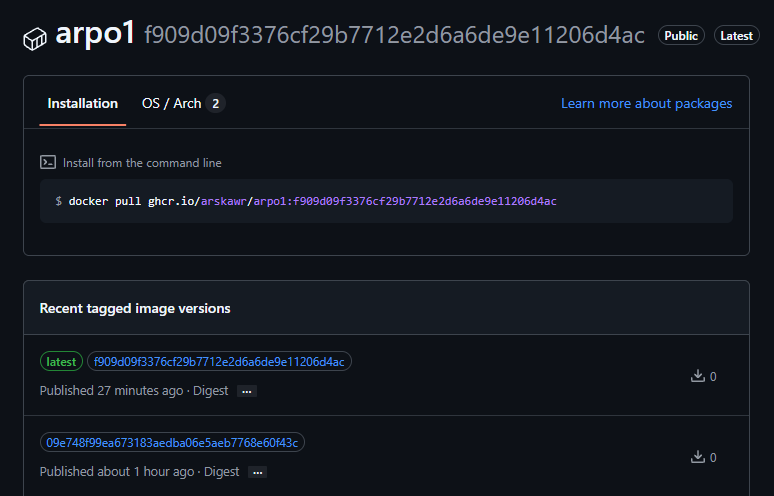 arpo1 f909d09f3376cf29b7712e2d6a6de9e11206d4ac Public Latest
Installation OS / Arch 2 Learn more about packages
Install from the command line
$ docker pull ghcr.io/arskawr/arpo1:f909d09f3376cf29b7712e2d6a6de9e11206d4ac
Recent tagged image versions
latest f909d09f3376cf29b7712e2d6a6de9e11206d4ac
Published 27 minutes ago · Digest ...
0
09e748f99ea673183aedba06e5aeb7768e60f43c
Published about 1 hour ago · Digest ...
0